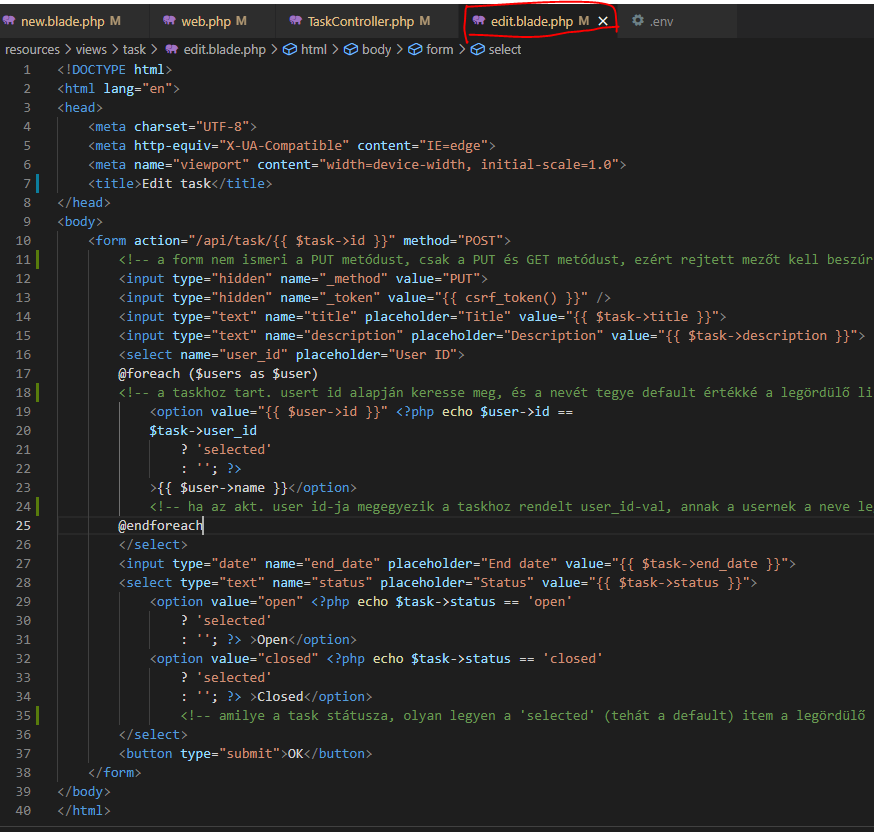 new.blade.php M web.php M TaskController.php M edit.blade.php M .env
resources > views > task > edit.blade.php > html > body > form > select
1 <!DOCTYPE html>
2 <html lang="en">
3 <head>
4 <meta charset="UTF-8">
5 <meta http-equiv="X-UA-Compatible" content="IE=edge">
6 <meta name="viewport" content="width=device-width, initial-scale=1.0">
7 <title>Edit task</title>
8 </head>
9 <body>
10 <form action="/api/task/{{ $task->id }}" method="POST">
11 <!-- a form nem ismeri a PUT metódust, csak a PUT és GET metódust, ezért rejtett mezőt kell beszúr
12 <input type="hidden" name="_method" value="PUT">
13 <input type="hidden" name="_token" value="{{ csrf_token() }}" />
14 <input type="text" name="title" placeholder="Title" value="{{ $task->title }}">
15 <input type="text" name="description" placeholder="Description" value="{{ $task->description }}">
16 <select name="user_id" placeholder="User ID">
17 @foreach ($users as $user)
18 <!-- a taskhoz tart. usert id alapján keresse meg, és a nevét tegye default értékké a legördülő li
19 <option value="{{ $user->id }}" <?php echo $user->id ==
20 $task->user_id
21 ? 'selected'
22 : ''; ?>
23 >{{ $user->name }}</option>
24 <!-- ha az akt. user id-ja megegyezik a taskhoz rendelt user_id-val, annak a usernek a neve le
25 @endforeach
26 </select>
27 <input type="date" name="end_date" placeholder="End date" value="{{ $task->end_date }}">
28 <select type="text" name="status" placeholder="Status" value="{{ $task->status }}">
29 <option value="open" <?php echo $task->status == 'open'
30 ? 'selected'
31 : ''; ?> >Open</option>
32 <option value="closed" <?php echo $task->status == 'closed'
33 ? 'selected'
34 : ''; ?> >Closed</option>
35 <!-- amilye a task státusza, olyan legyen a 'selected' (tehát a default) item a legördülő
36 </select>
37 <button type="submit">OK</button>
38 </form>
39 </body>
40 </html>